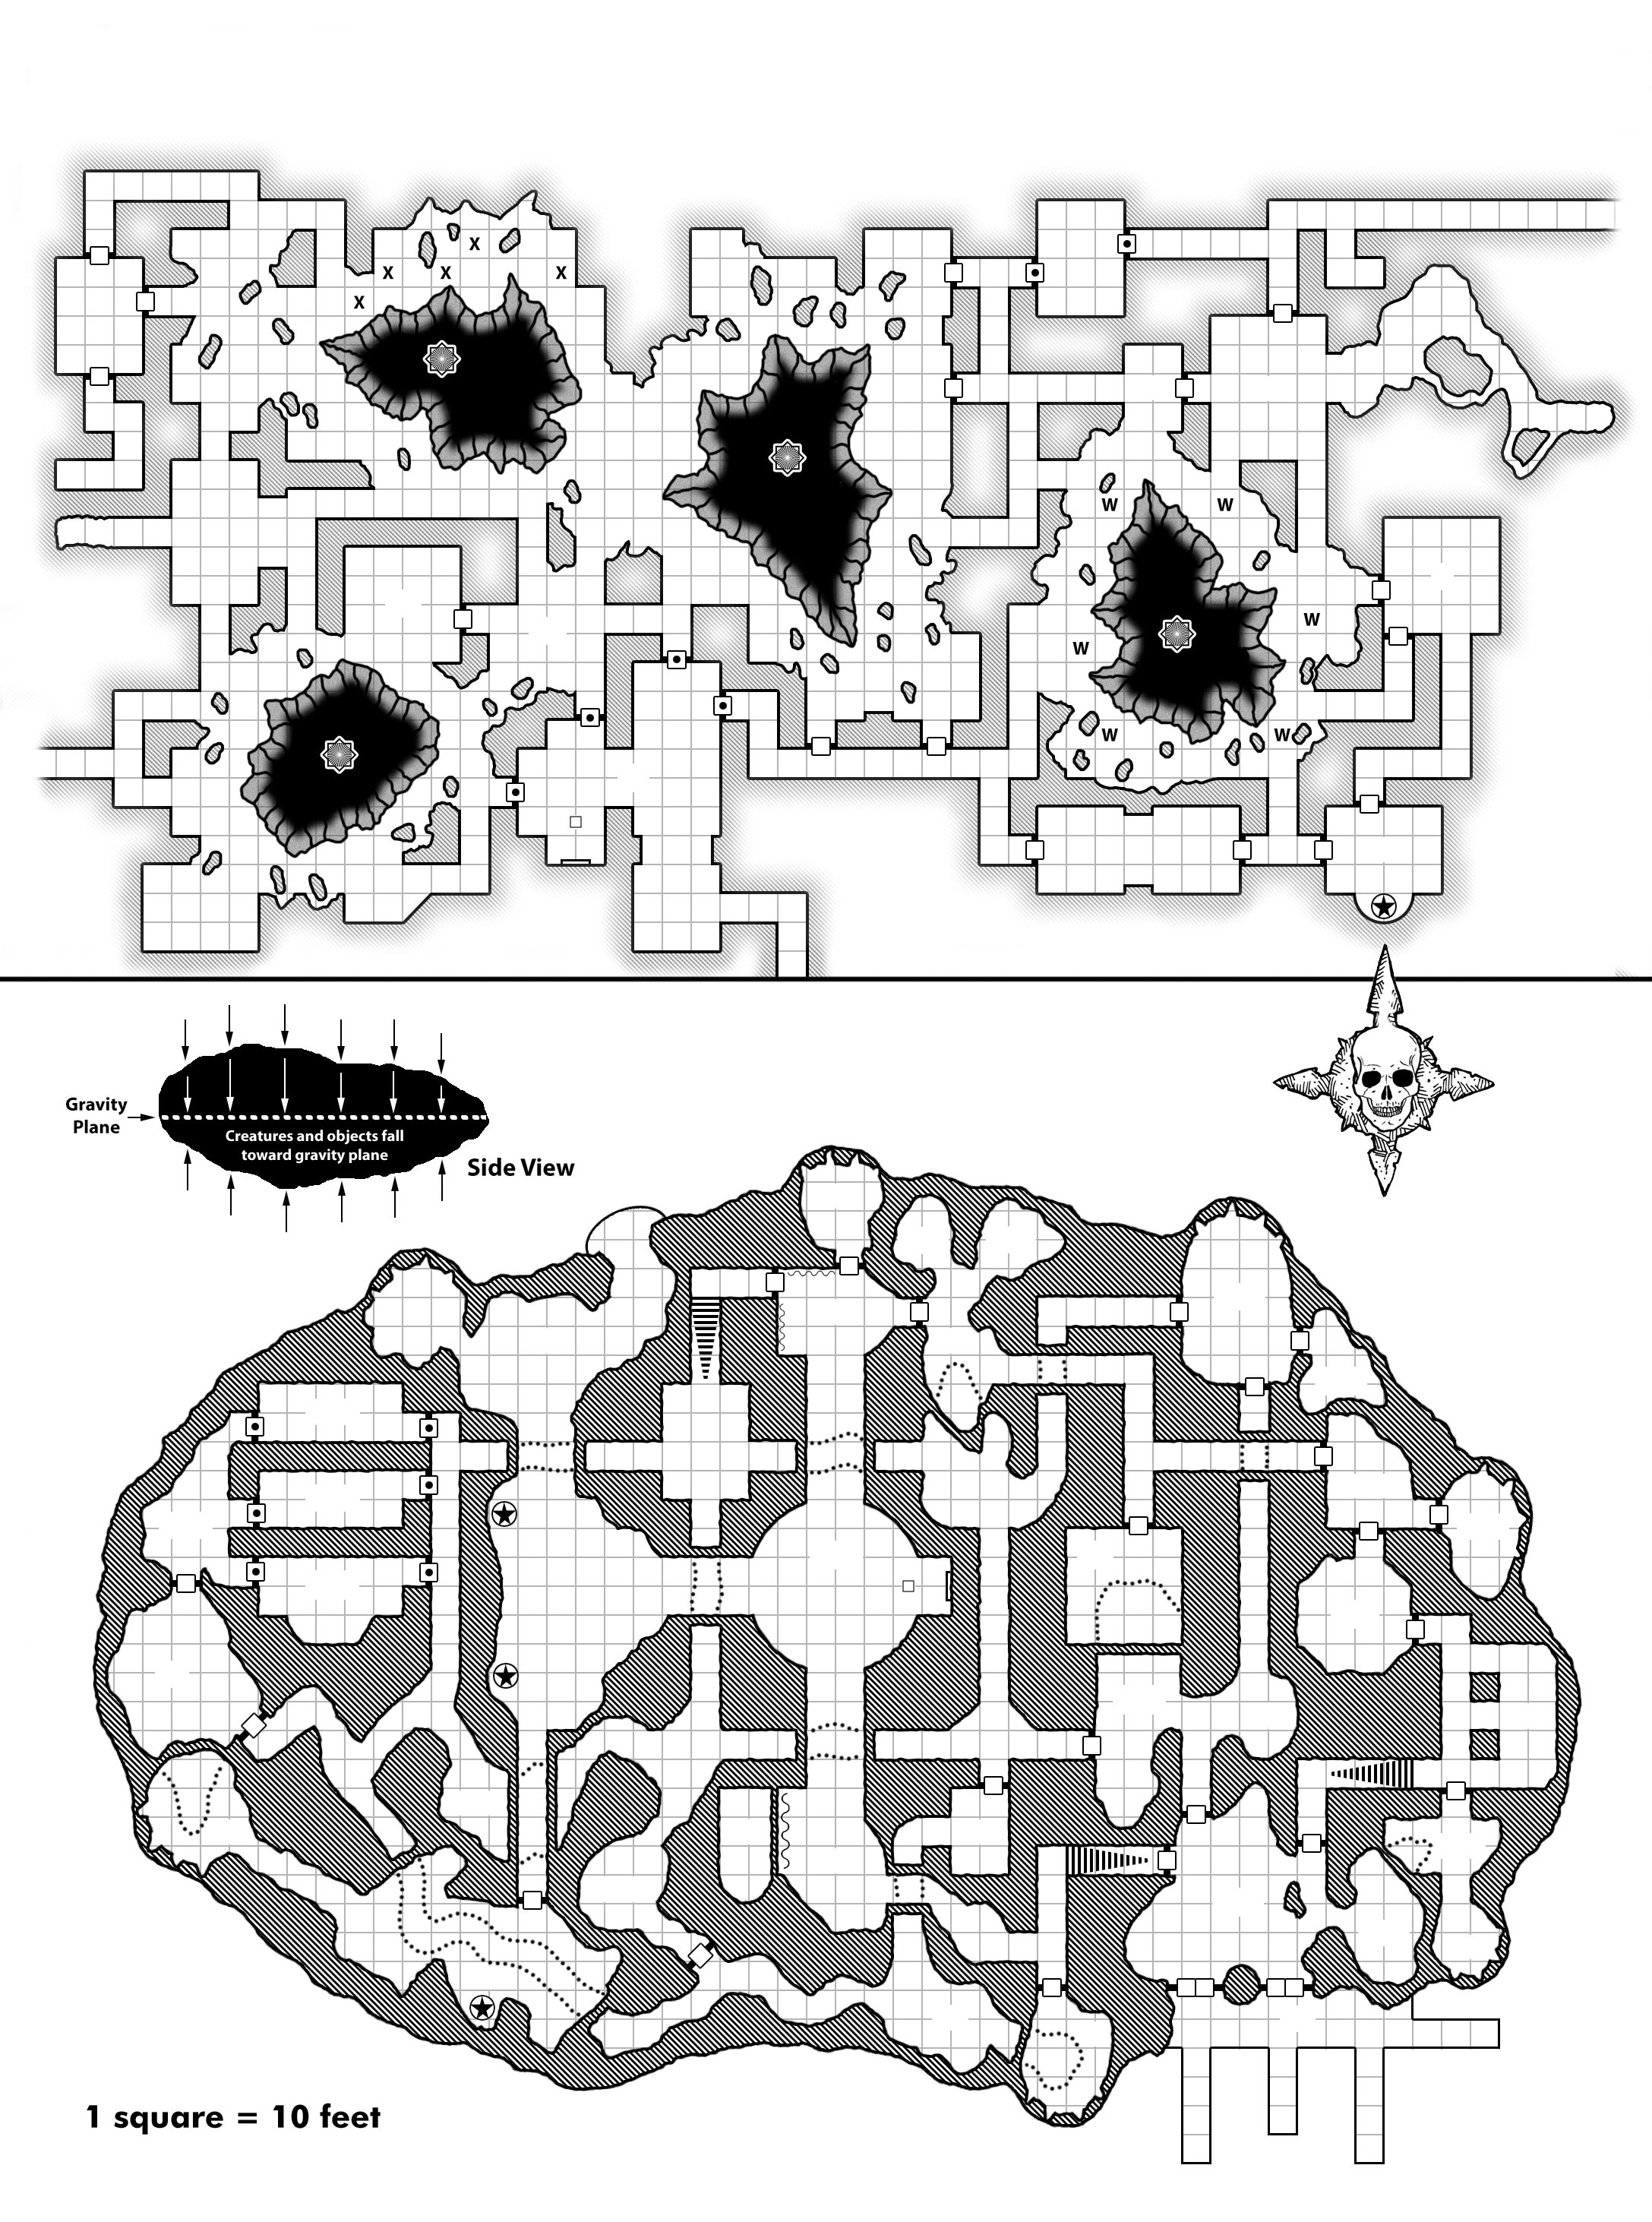 X
X
X
X
X
W
W
W
W
W
W
Gravity
Plane
Creatures and objects fall
toward gravity plane
Side View
1 square = 10 feet